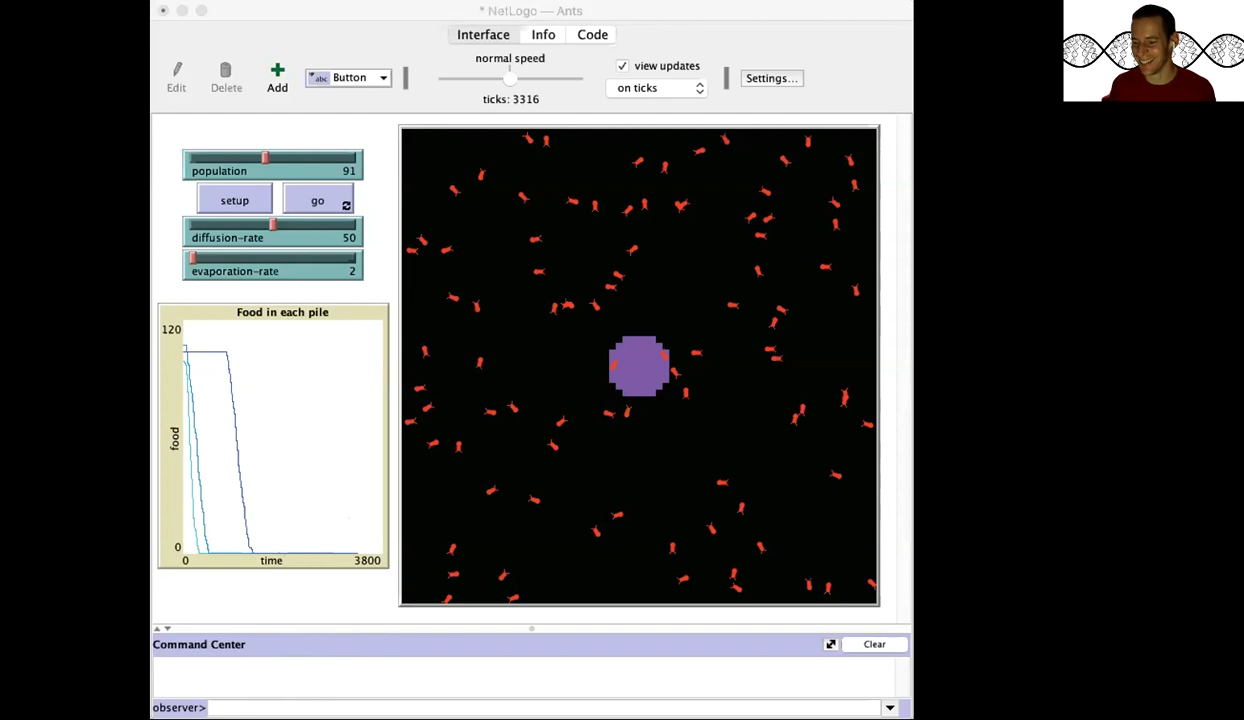 * NetLogo — Ants
Interface Info Code
Edit
Delete
Add
abc Button
normal speed
ticks: 3316
view updates
on ticks
Settings...
population 91
setup
go
diffusion-rate 50
evaporation-rate 2
Food in each pile
120
food
0
0 time 3800
Command Center
Clear
observer>